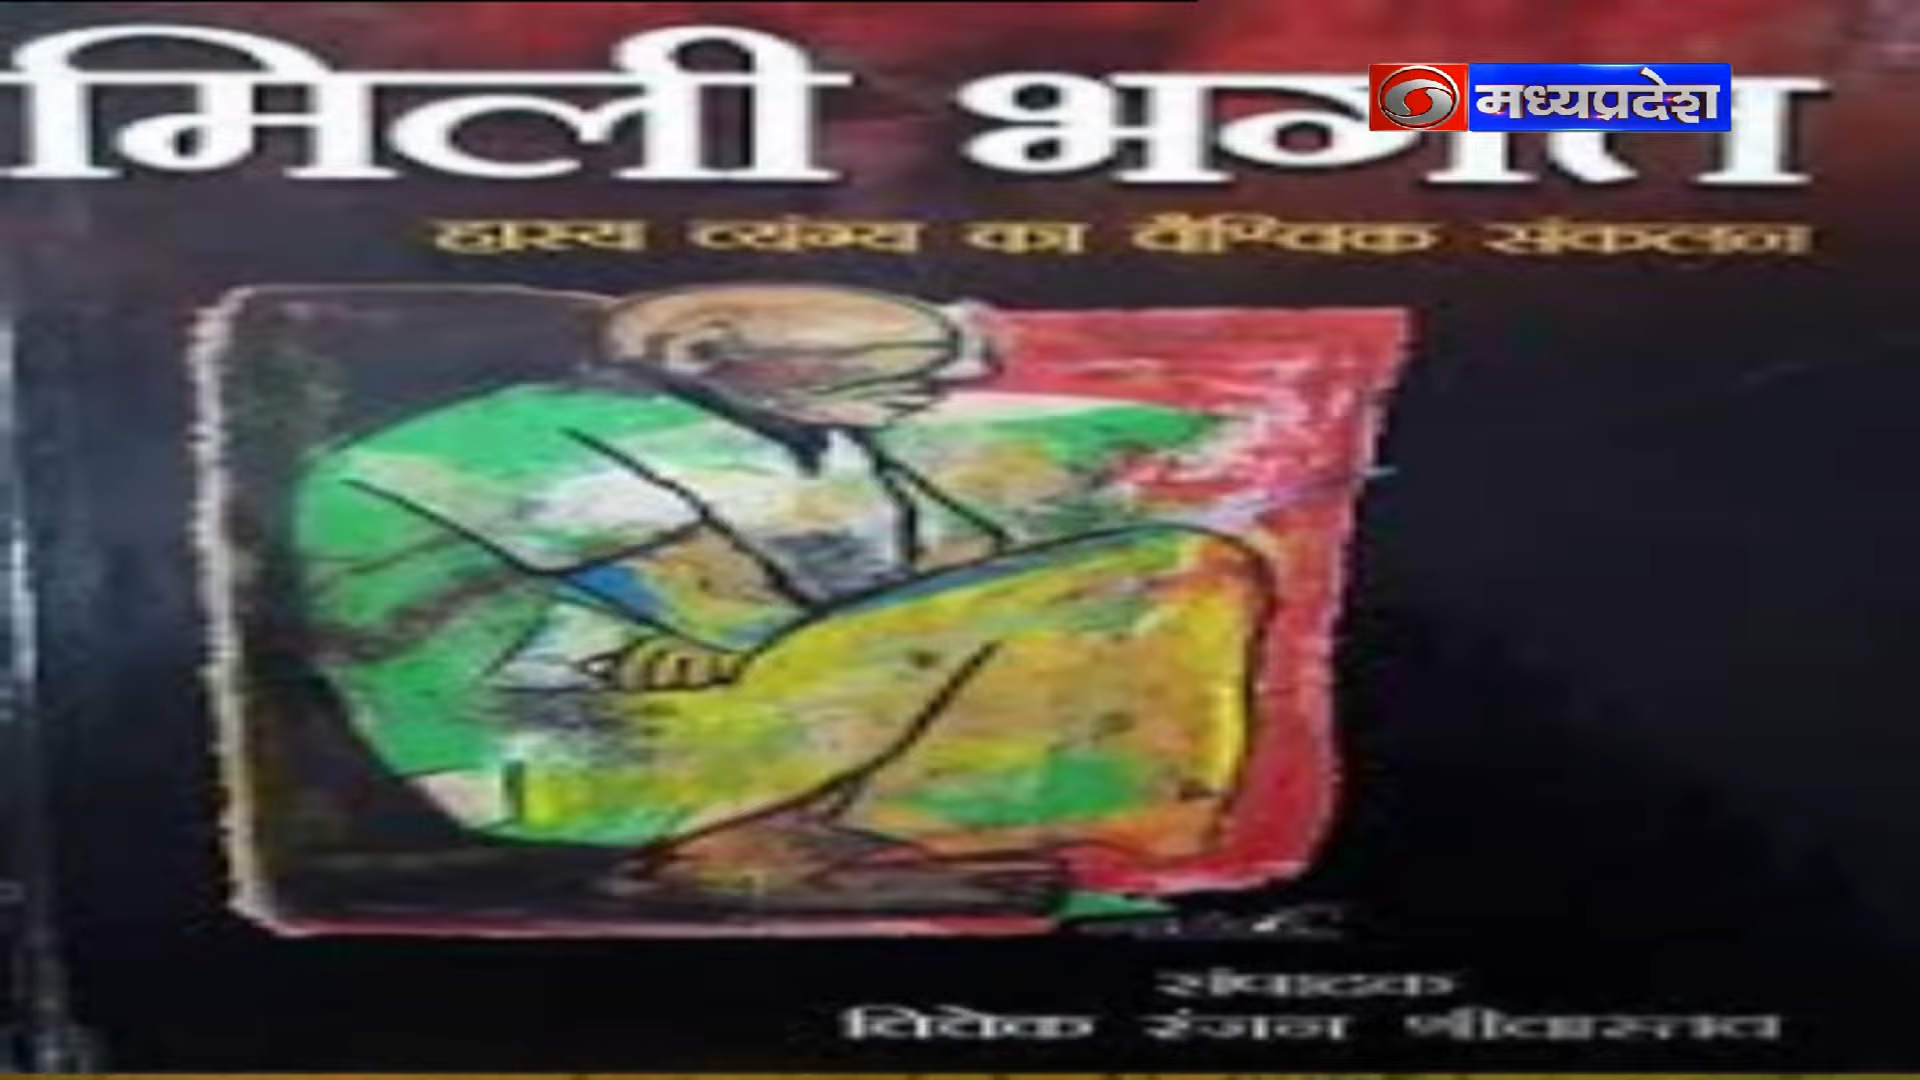 मिली भगत
मध्यप्रदेश
हास्य व्यंग्य का वैश्विक संकलन
संपादक
विवेक रंजन श्रीवास्तव